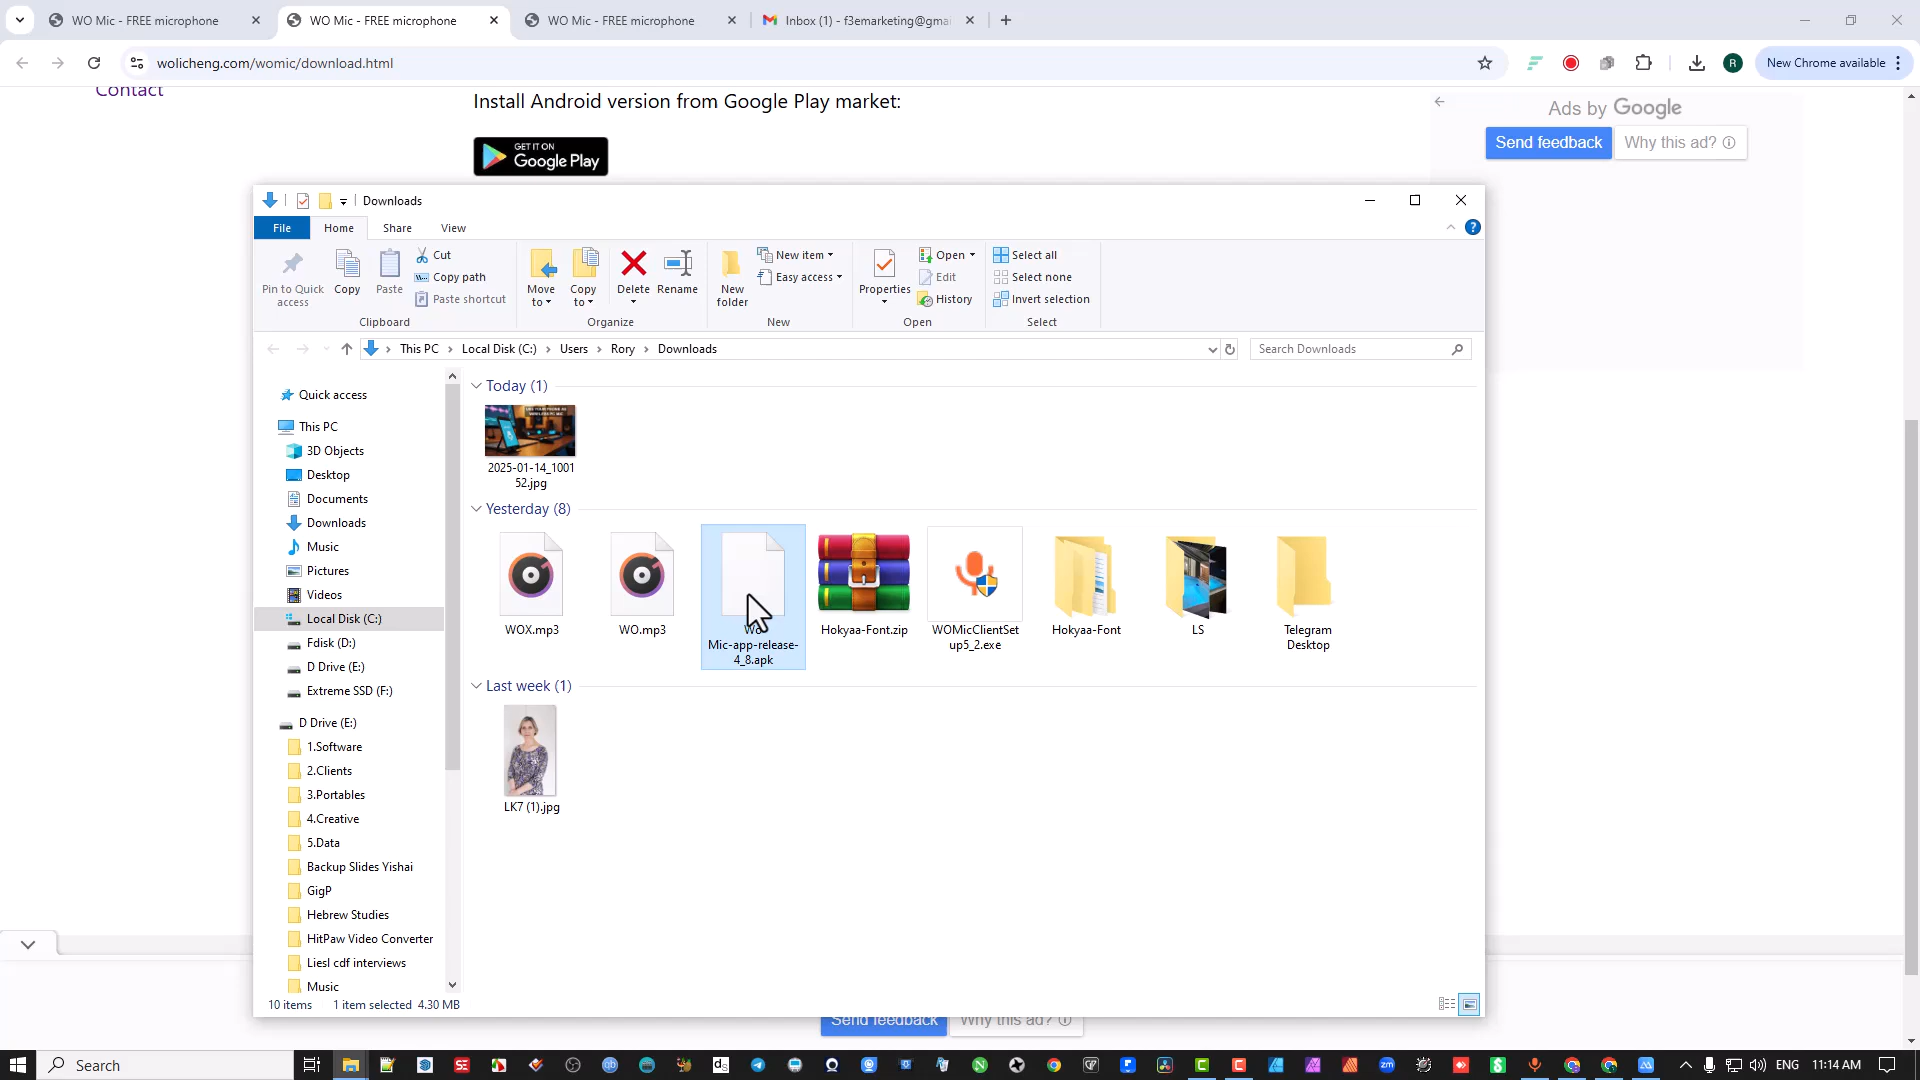 WO Mic - FREE microphone
WO Mic - FREE microphone
WO Mic - FREE microphone
Inbox (1) - f3emarketing@gmai
wolicheng.com/womic/download.html
R
New Chrome available
Contact
Install Android version from Google Play market:
GET IT ON
Google Play
Ads by Google
Send feedback
Why this ad?
Downloads
File
Home
Share
View
Pin to Quick
access
Copy
Paste
Cut
Copy path
Paste shortcut
Clipboard
Move
to
Copy
to
Delete
Rename
Organize
New
folder
New item
Easy access
New
Properties
Open
Edit
History
Open
Select all
Select none
Invert selection
Select
This PC
Local Disk (C:)
Users
Rory
Downloads
Search Downloads
Quick access
This PC
3D Objects
Desktop
Documents
Downloads
Music
Pictures
Videos
Local Disk (C:)
Fdisk (D:)
D Drive (E:)
Extreme SSD (F:)
D Drive (E:)
1.Software
2.Clients
3.Portables
4.Creative
5.Data
Backup Slides Yishai
GigP
Hebrew Studies
HitPaw Video Converter
Liesl cdf interviews
Music
Today (1)
2025-01-14_1001
52.jpg
Yesterday (8)
WOX.mp3
WO.mp3
Wo
Mic-app-release-
4_8.apk
Hokyaa-Font.zip
WOMicClientSet
up5_2.exe
Hokyaa-Font
LS
Telegram
Desktop
Last week (1)
LK7 (1).jpg
10 items
1 item selected
4.30 MB
Send feedback
Why this ad?
Search
ENG
11:14 AM